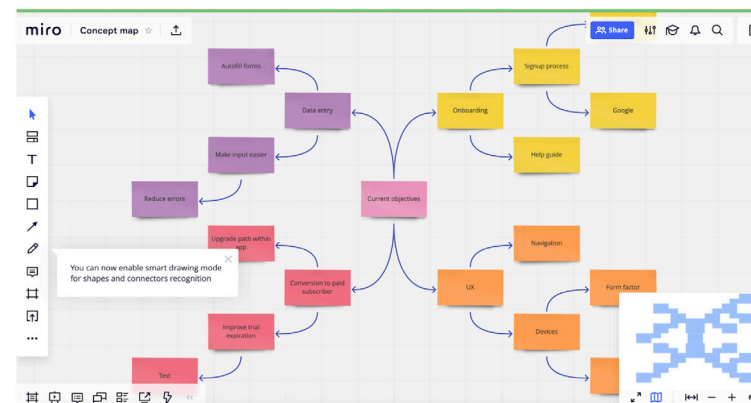 miro
Concept map
Share
Autofill forms
Signup process
Data entry
Onboarding
Google
Make input easier
Help guide
Reduce errors
Current objectives
Upgrade path within
app
Navigation
You can now enable smart drawing mode
for shapes and connectors recognition
Conversion to paid
subscriber
UX
Form factor
Improve trial
expiration
Devices
Test